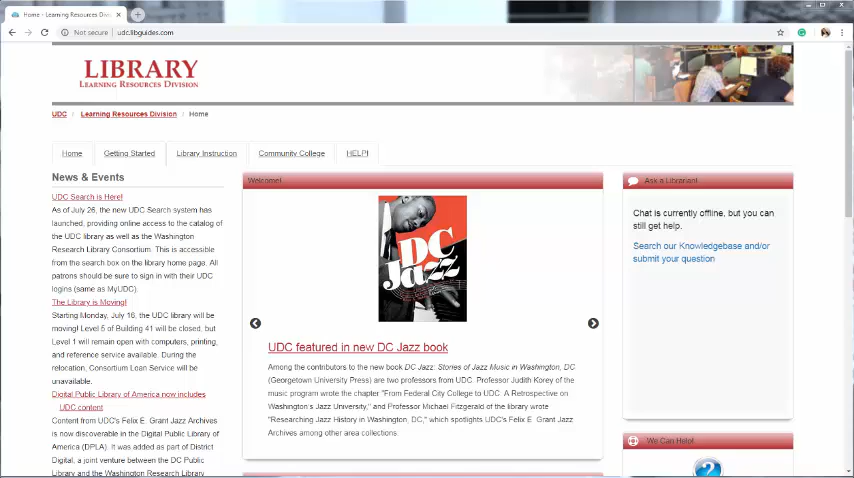 Home - Learning Resources Div
Not secure | udc.libguides.com
LIBRARY
LEARNING RESOURCES DIVISION
UDC / Learning Resources Division / Home
Home Getting Started Library Instruction Community College HELP!
News & Events
UDC Search is Here!
As of July 26, the new UDC Search system has
launched, providing online access to the catalog of
the UDC library as well as the Washington
Research Library Consortium. This is accessible
from the search box on the library home page. All
patrons should be sure to sign in with their UDC
logins (same as MyUDC).
The Library is Moving!
Starting Monday, July 16, the UDC library will be
moving! Level 5 of Building 41 will be closed, but
Level 1 will remain open with computers, printing,
and reference service available. During the
relocation, Consortium Loan Service will be
unavailable.
Digital Public Library of America now includes
UDC content
Content from UDC's Felix E. Grant Jazz Archives
is now discoverable in the Digital Public Library of
America (DPLA). It was added as part of District
Digital, a joint venture between the DC Public
Library and the Washington Research Library
Welcome!
DC
Jazz
UDC featured in new DC Jazz book
Among the contributors to the new book DC Jazz: Stories of Jazz Music in Washington, DC
(Georgetown University Press) are two professors from UDC. Professor Judith Korey of the
music program wrote the chapter "From Federal City College to UDC: A Retrospective on
Washington's Jazz University," and Professor Michael Fitzgerald of the library wrote
"Researching Jazz History in Washington, DC," which spotlights UDC's Felix E. Grant Jazz
Archives among other area collections.
Ask a Librarian!
Chat is currently offline, but you can
still get help.
Search our Knowledgebase and/or
submit your question
We Can Help!
?